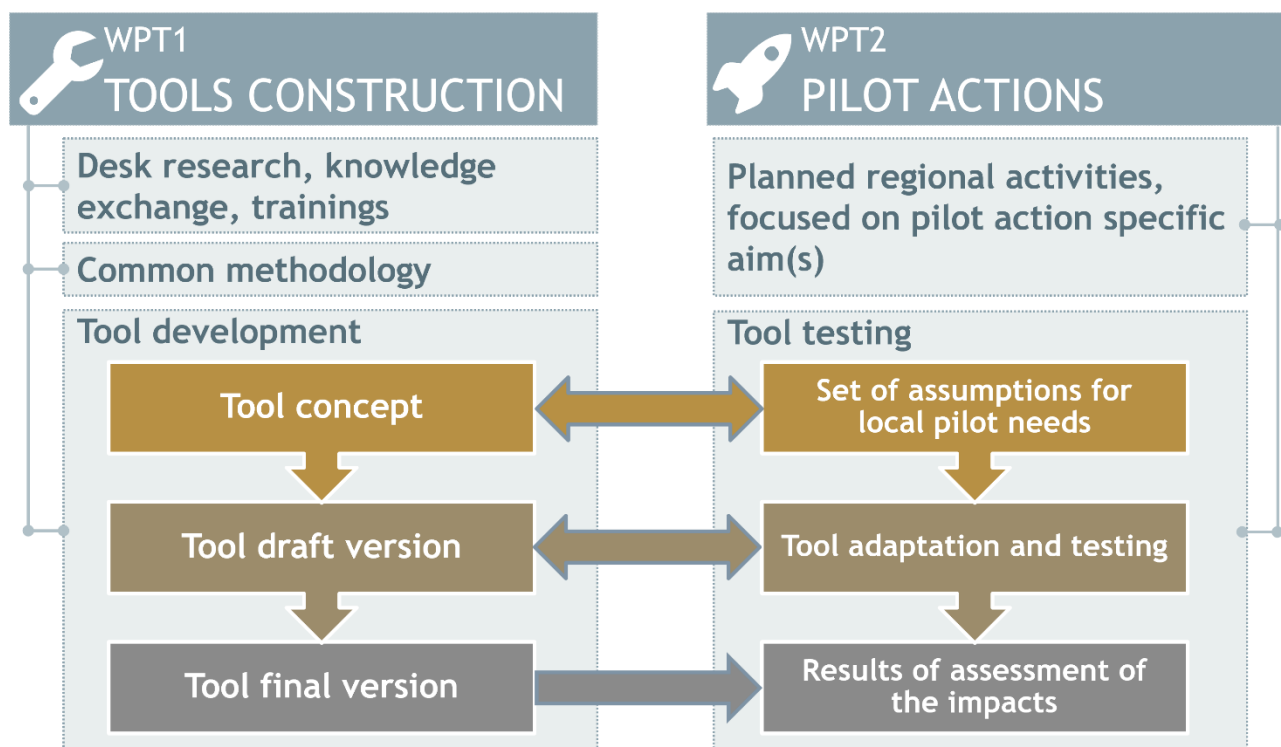 WPT1
TOOLS CONSTRUCTION
Desk research, knowledge
exchange, trainings
Common methodology
Tool development
Tool concept
Tool draft version
Tool final version
WPT2
PILOT ACTIONS
Planned regional activities,
focused on pilot action specific
aim(s)
Tool testing
Set of assumptions for
local pilot needs
Tool adaptation and testing
Results of assessment of
the impacts